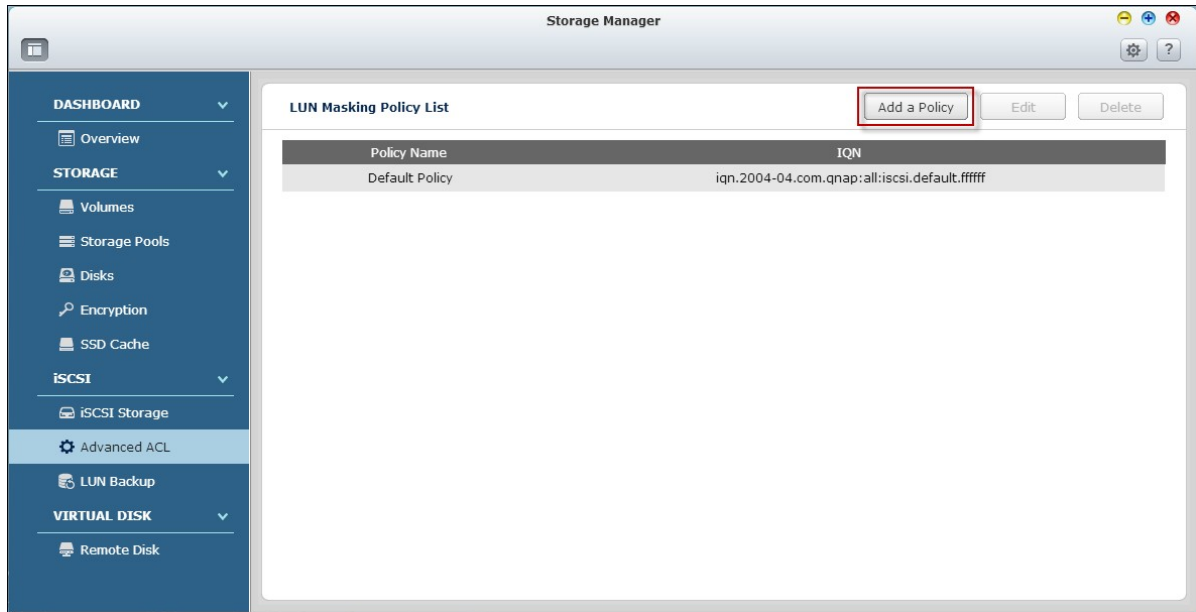 Storage Manager
?
DASHBOARD
Overview
STORAGE
Volumes
Storage Pools
Disks
Encryption
SSD Cache
iSCSI
iSCSI Storage
Advanced ACL
LUN Backup
VIRTUAL DISK
Remote Disk
LUN Masking Policy List Add a Policy Edit Delete
Policy Name IQN
Default Policy iqn.2004-04.com.qnap:all:iscsi.default.ffffff